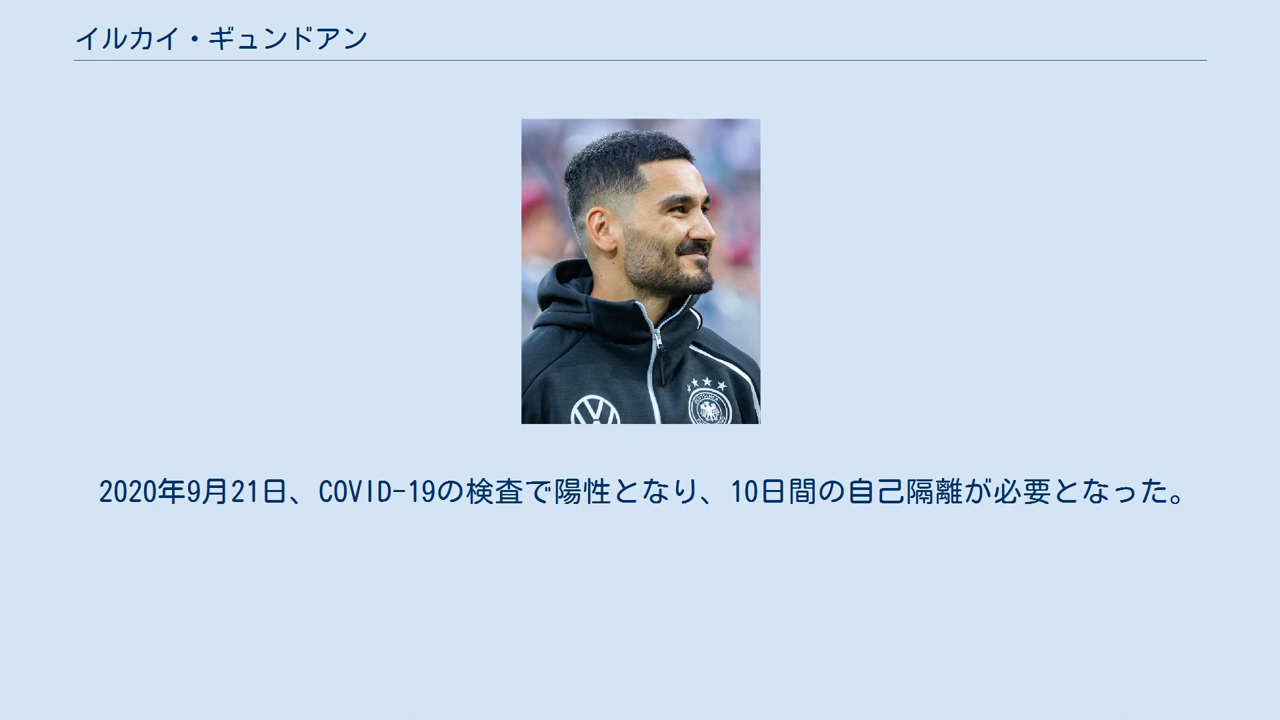 イルカイ・ギュンドアン
2020年9月21日、COVID-19の検査で陽性となり、10日間の自己隔離が必要となった。